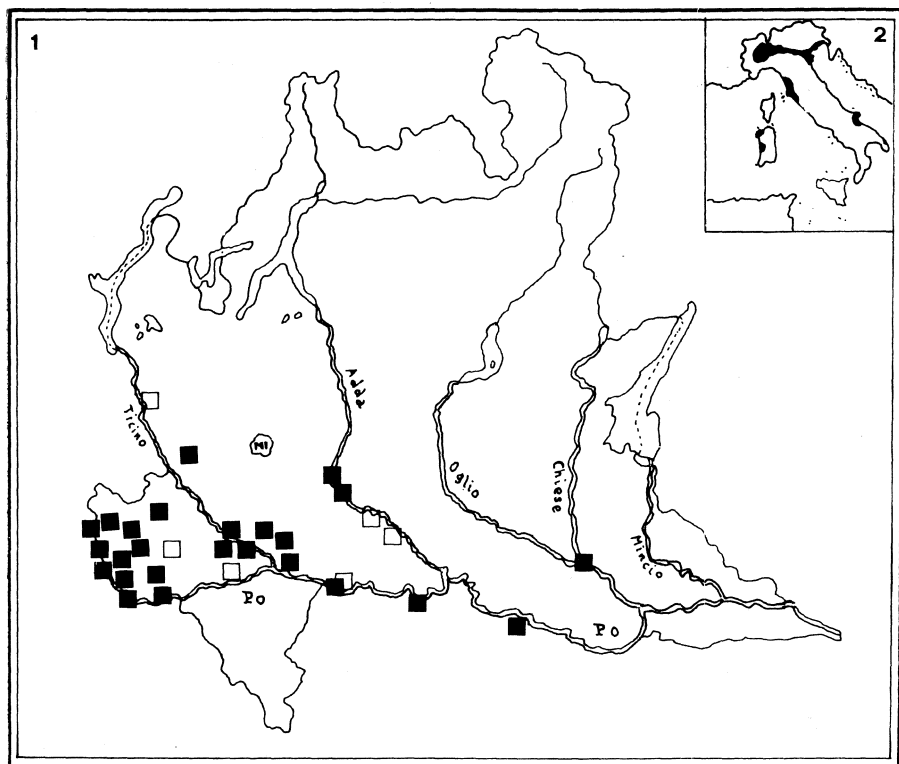 1
2
Ticino
MI
Adda
Oglio
Chiese
Mincio
PO
PO